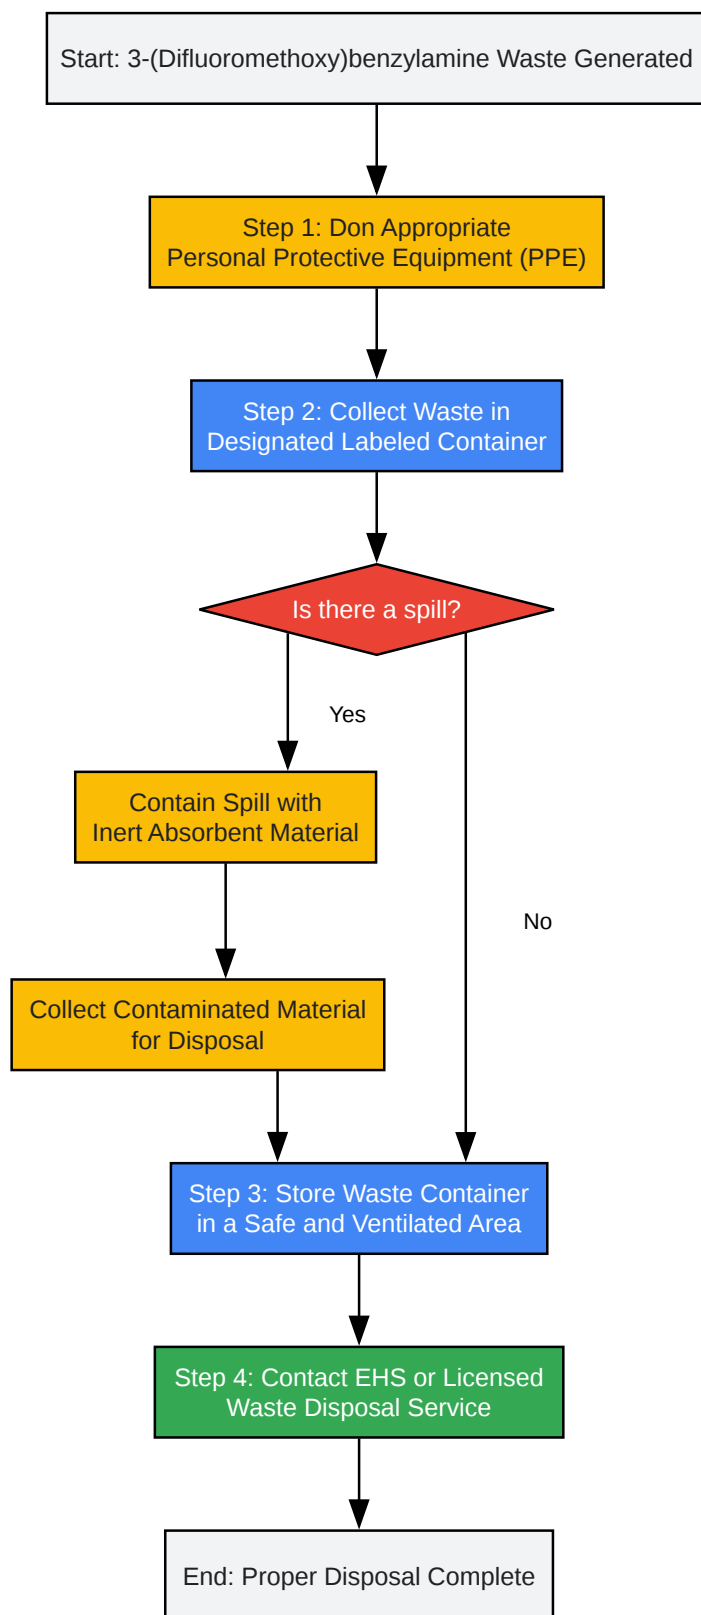 Start: 3-(Difluoromethoxy)benzylamine Waste Generated
Step 1: Don Appropriate
Personal Protective Equipment (PPE)
Step 2: Collect Waste in
Designated Labeled Container
Is there a spill?
Yes
Contain Spill with
Inert Absorbent Material
No
Collect Contaminated Material
for Disposal
Step 3: Store Waste Container
in a Safe and Ventilated Area
Step 4: Contact EHS or Licensed
Waste Disposal Service
End: Proper Disposal Complete